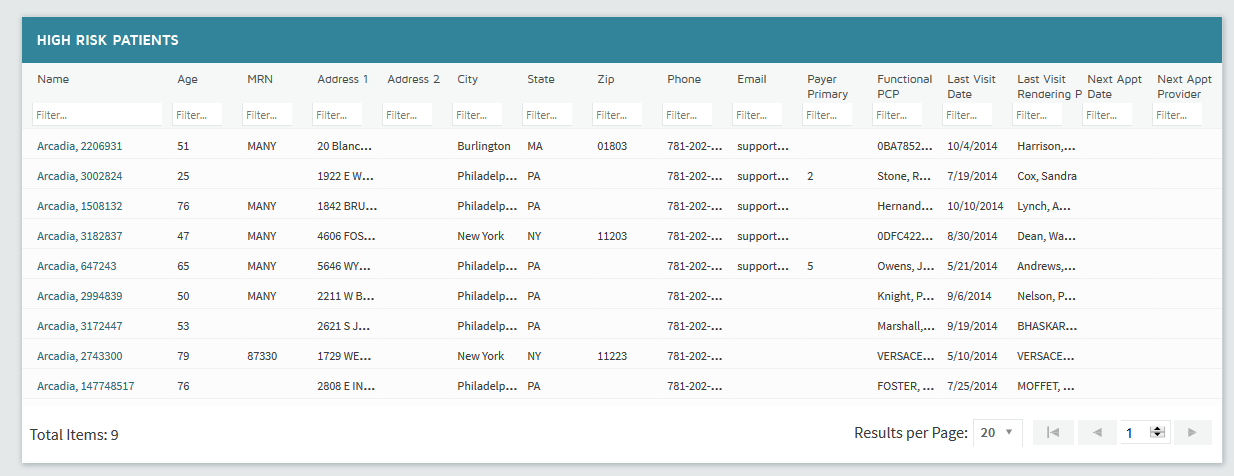 HIGH RISK PATIENTS
Name Age MRN Address 1 Address 2 City State Zip Phone Email Payer Primary Functional PCP Last Visit Date Last Visit Rendering P Next Appt Date Next Appt Provider
Filter... Filter... Filter... Filter... Filter... Filter... Filter... Filter... Filter... Filter... Filter... Filter... Filter... Filter... Filter... Filter...
Arcadia, 2206931 51 MANY 20 Blanc... Burlington MA 01803 781-202-... support... 0BA7852... 10/4/2014 Harrison,...
Arcadia, 3002824 25 1922 E W... Philadelp... PA 781-202-... support... 2 Stone, R... 7/19/2014 Cox, Sandra
Arcadia, 1508132 76 MANY 1842 BRU... Philadelp... PA 781-202-... support... Hernand... 10/10/2014 Lynch, A...
Arcadia, 3182837 47 MANY 4606 FOS... New York NY 11203 781-202-... support... 0DFC422... 8/30/2014 Dean, Wa...
Arcadia, 647243 65 MANY 5646 WY... Philadelp... PA 781-202-... support... 5 Owens, J... 5/21/2014 Andrews,...
Arcadia, 2994839 50 MANY 2211 W B... Philadelp... PA 781-202-... Knight, P... 9/6/2014 Nelson, P...
Arcadia, 3172447 53 2621 S J... Philadelp... PA 781-202-... Marshall,... 9/19/2014 BHASKAR...
Arcadia, 2743300 79 87330 1729 WE... New York NY 11223 781-202-... VERSACE... 5/10/2014 VERSACE...
Arcadia, 147748517 76 2808 E IN... Philadelp... PA 781-202-... FOSTER, ... 7/25/2014 MOFFET, ...
Total Items: 9 Results per Page: 20 1